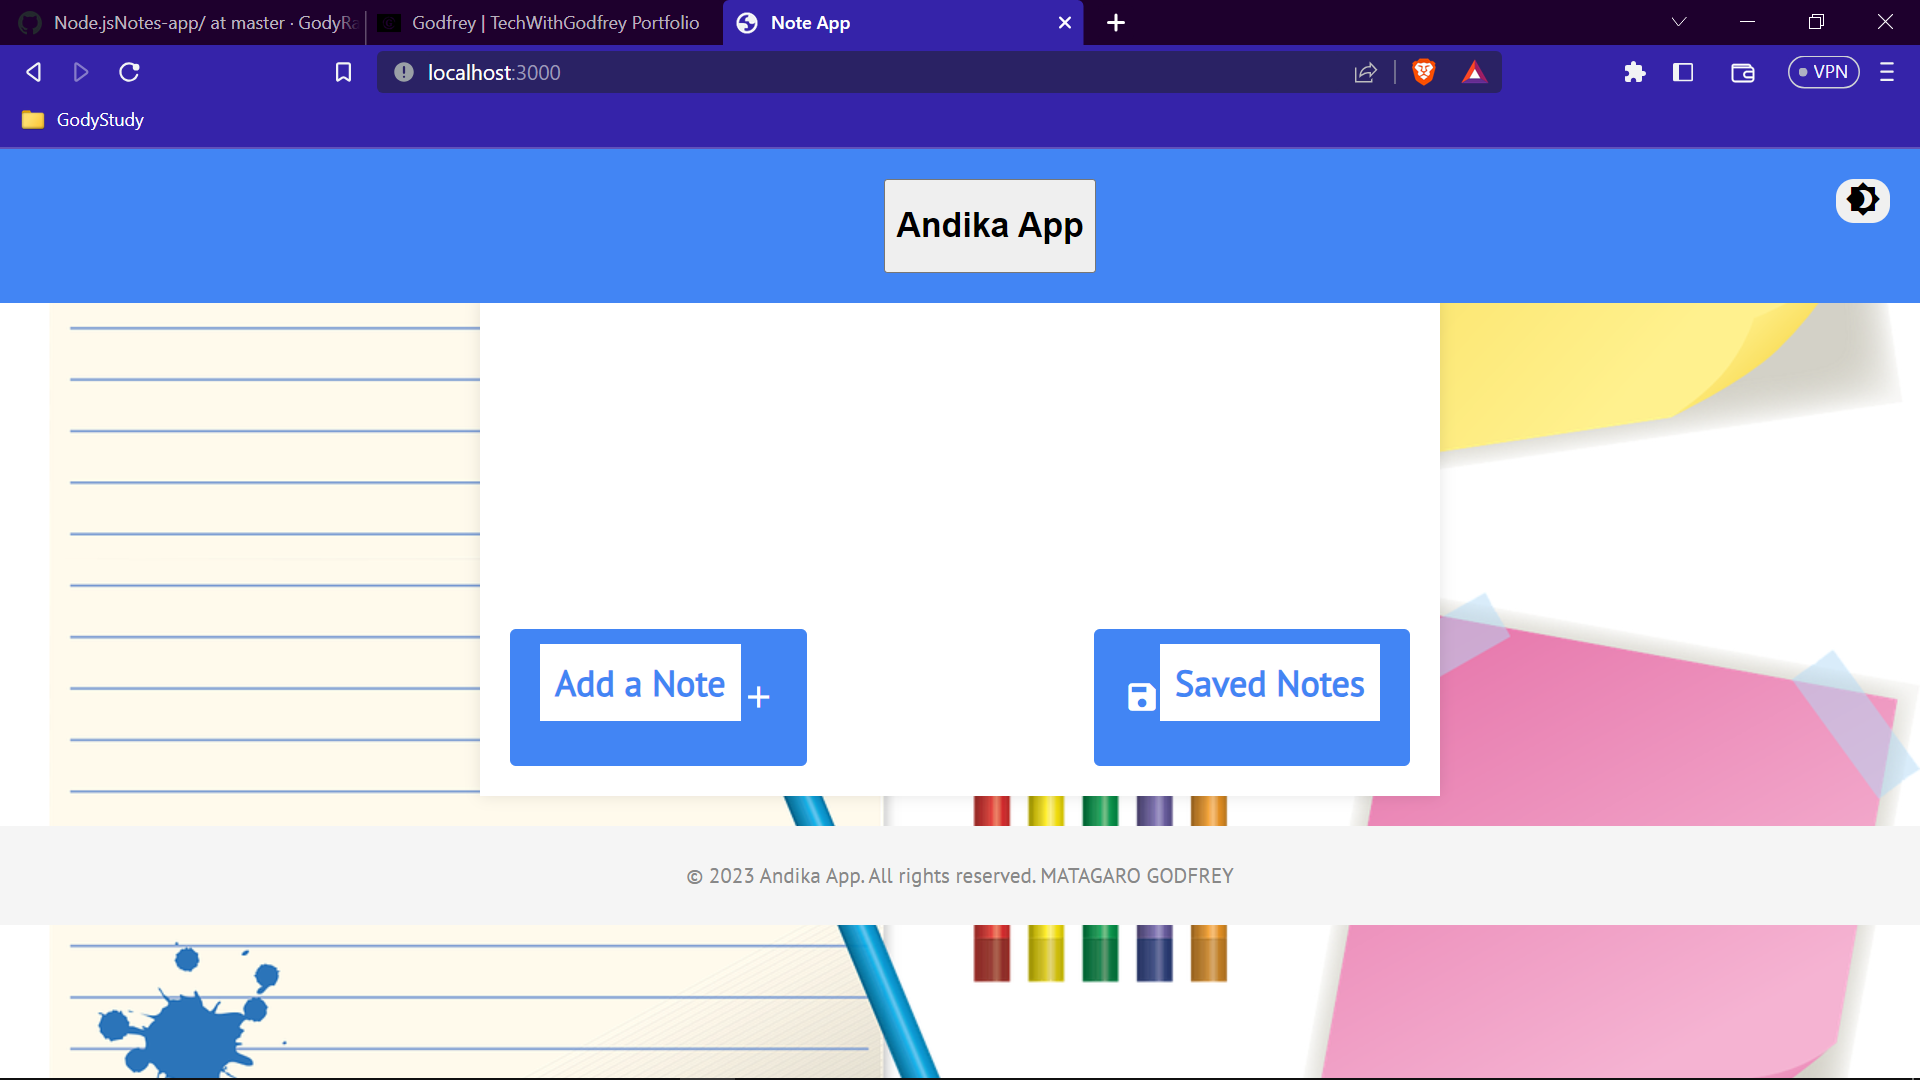 Node.jsNotes-app/ at master · GodyRa
Godfrey | TechWithGodfrey Portfolio
Note App
localhost:3000
VPN
GodyStudy
Andika App
Add a Note
Saved Notes
© 2023 Andika App. All rights reserved. MATAGARO GODFREY